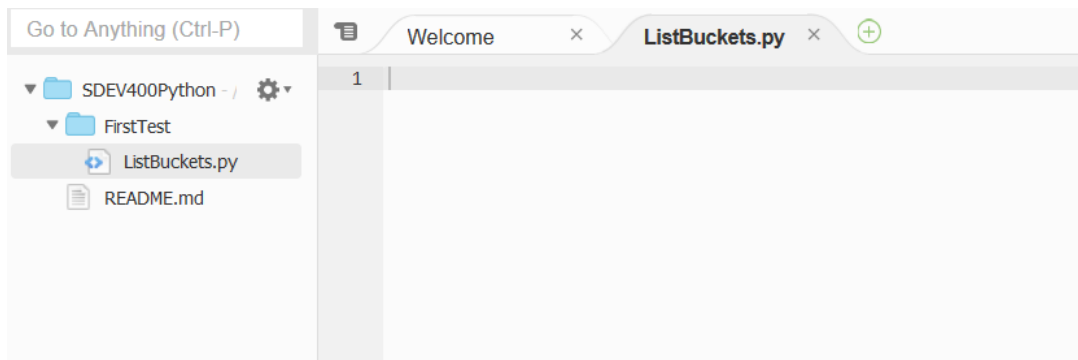 Go to Anything (Ctrl-P)
Welcome
ListBuckets.py
SDEV400Python - /
FirstTest
ListBuckets.py
README.md
1